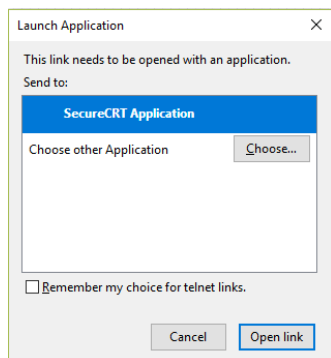 Launch Application
This link needs to be opened with an application.
Send to:
SecureCRT Application
Choose other Application
Choose...
Remember my choice for telnet links.
Cancel
Open link